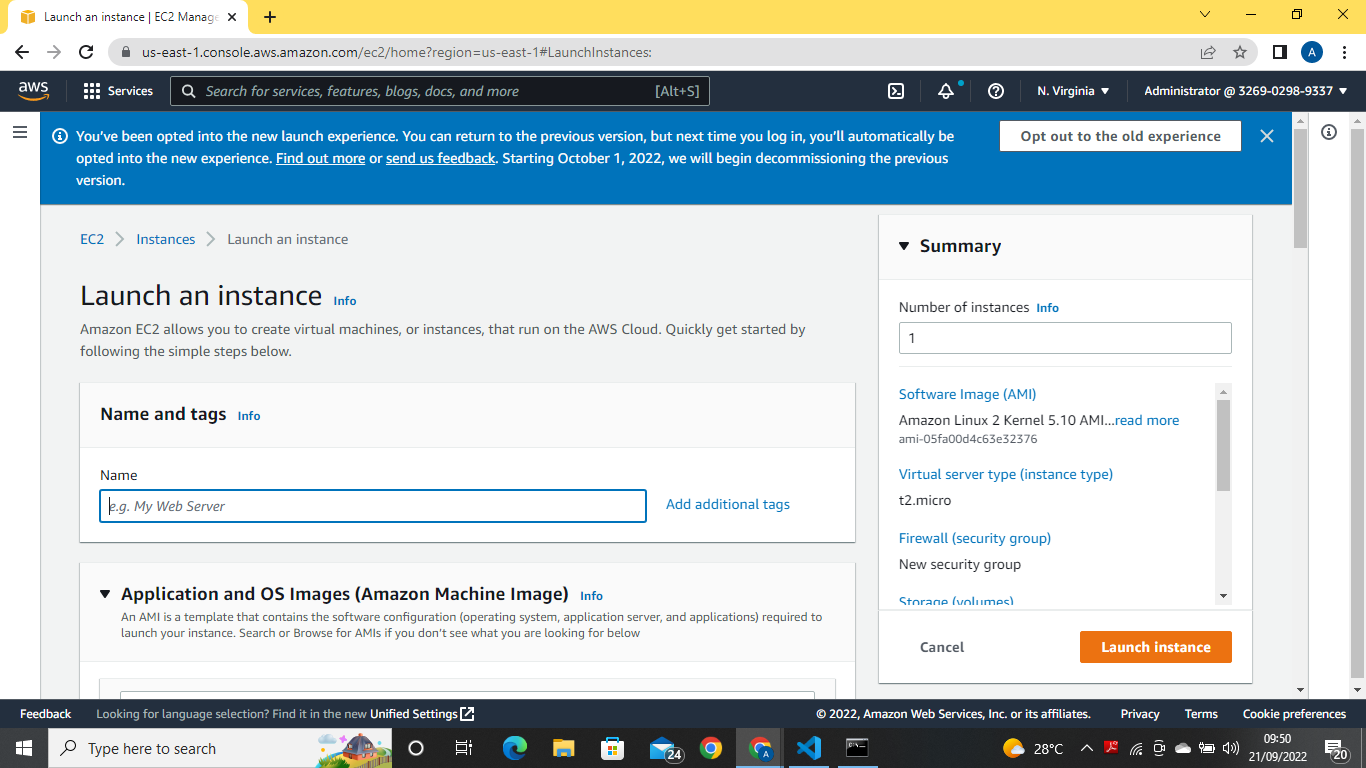 Launch an instance | EC2 Manage
us-east-1.console.aws.amazon.com/ec2/home?region=us-east-1#LaunchInstances:
A
aws
Services
Search for services, features, blogs, docs, and more
[Alt+S]
N. Virginia
Administrator @ 3269-0298-9337
You've been opted into the new launch experience. You can return to the previous version, but next time you log in, you'll automatically be
opted into the new experience. Find out more or send us feedback. Starting October 1, 2022, we will begin decommissioning the previous
version.
Opt out to the old experience
EC2
Instances
Launch an instance
Launch an instance Info
Amazon EC2 allows you to create virtual machines, or instances, that run on the AWS Cloud. Quickly get started by
following the simple steps below.
Name and tags Info
Name
e.g. My Web Server
Add additional tags
Application and OS Images (Amazon Machine Image) Info
An AMI is a template that contains the software configuration (operating system, application server, and applications) required to
launch your instance. Search or Browse for AMIs if you don't see what you are looking for below
Summary
Number of instances Info
1
Software Image (AMI)
Amazon Linux 2 Kernel 5.10 AMI...read more
ami-05fa00d4c63e32376
Virtual server type (instance type)
t2.micro
Firewall (security group)
New security group
Storage (volumes)
Cancel
Launch instance
Feedback
Looking for language selection? Find it in the new Unified Settings
© 2022, Amazon Web Services, Inc. or its affiliates.
Privacy
Terms
Cookie preferences
Type here to search
24
A
28°C
09:50
21/09/2022
20